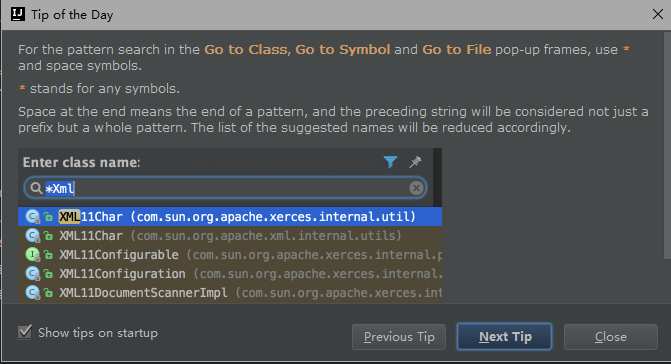 IJ Tip of the Day
For the pattern search in the Go to Class, Go to Symbol and Go to File pop-up frames, use *
and space symbols.
* stands for any symbols.
Space at the end means the end of a pattern, and the preceding string will be considered not just a
prefix but a whole pattern. The list of the suggested names will be reduced accordingly.
Enter class name:
*Xml
XML11Char (com.sun.org.apache.xerces.internal.util)
XML11Char (com.sun.org.apache.xml.internal.utils)
XML11Configurable (com.sun.org.apache.xerces.internal.p
XML11Configuration (com.sun.org.apache.xerces.internal.
XML11DocumentScannerImpl (com.sun.org.apache.xerces.int
Show tips on startup
Previous Tip
Next Tip
Close